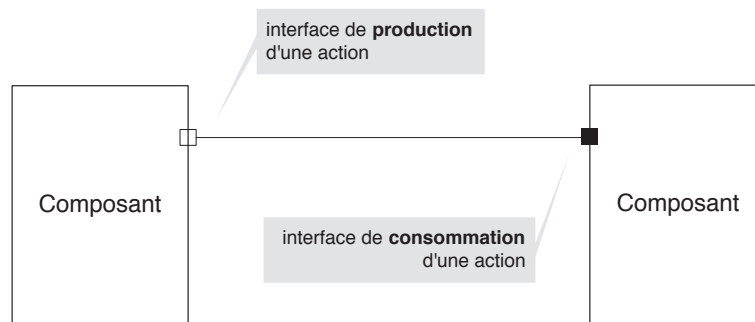 interface de production
d'une action
Composant
Composant
interface de consommation
d'une action